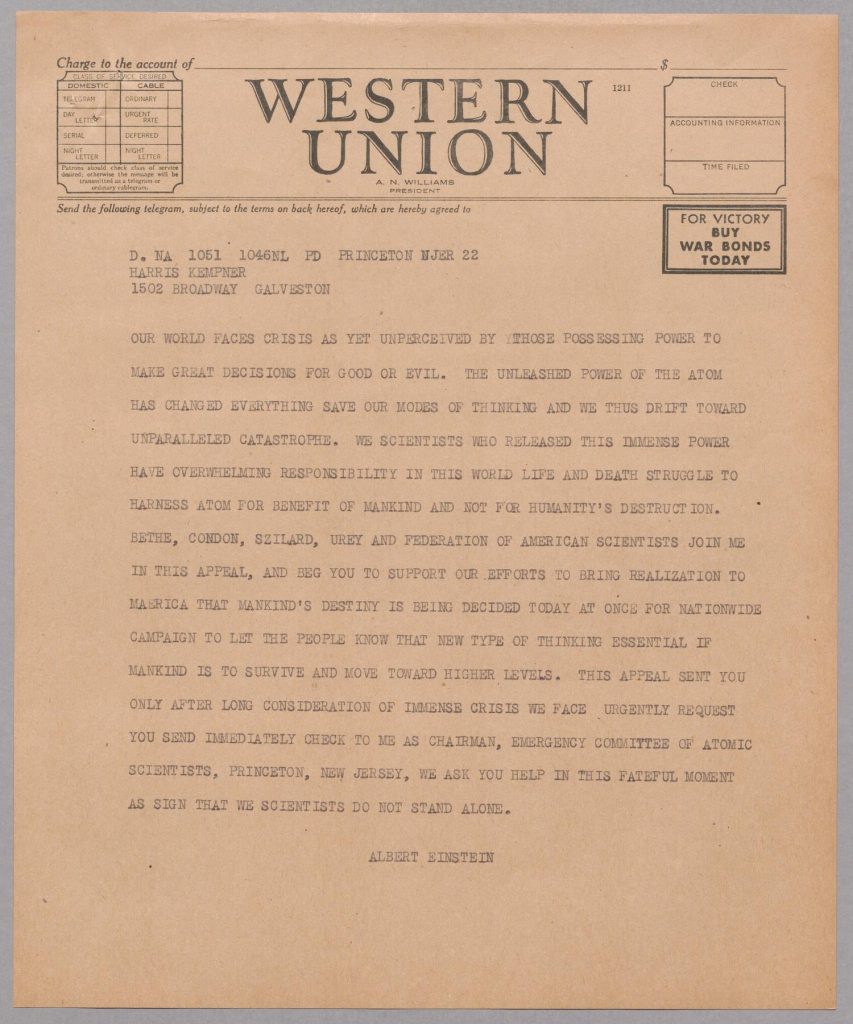 Charge to the account of $
CLASS OF SERVICE DESIRED
DOMESTIC CABLE
TELEGRAM ORDINARY
DAY LETTER URGENT RATE
SERIAL DEFERRED
NIGHT LETTER NIGHT LETTER
Patrons should check class of service
desired; otherwise the message will be
transmitted as a telegram or
ordinary cablegram.
WESTERN
UNION
A. N. WILLIAMS
PRESIDENT
1211
CHECK
ACCOUNTING INFORMATION
TIME FILED
Send the following telegram, subject to the terms on back hereof, which are hereby agreed to
FOR VICTORY
BUY
WAR BONDS
TODAY
D. NA 1051 1046NL PD PRINCETON NJER 22
HARRIS KEMPNER
1502 BROADWAY GALVESTON
OUR WORLD FACES CRISIS AS YET UNPERCEIVED BY THOSE POSSESSING POWER TO
MAKE GREAT DECISIONS FOR GOOD OR EVIL. THE UNLEASHED POWER OF THE ATOM
HAS CHANGED EVERYTHING SAVE OUR MODES OF THINKING AND WE THUS DRIFT TOWARD
UNPARALLELED CATASTROPHE. WE SCIENTISTS WHO RELEASED THIS IMMENSE POWER
HAVE OVERWHELMING RESPONSIBILITY IN THIS WORLD LIFE AND DEATH STRUGGLE TO
HARNESS ATOM FOR BENEFIT OF MANKIND AND NOT FOR HUMANITY'S DESTRUCTION.
BETHE, CONDON, SZILARD, UREY AND FEDERATION OF AMERICAN SCIENTISTS JOIN ME
IN THIS APPEAL, AND BEG YOU TO SUPPORT OUR EFFORTS TO BRING REALIZATION TO
MAERICA THAT MANKIND'S DESTINY IS BEING DECIDED TODAY AT ONCE FOR NATIONWIDE
CAMPAIGN TO LET THE PEOPLE KNOW THAT NEW TYPE OF THINKING ESSENTIAL IF
MANKIND IS TO SURVIVE AND MOVE TOWARD HIGHER LEVELS. THIS APPEAL SENT YOU
ONLY AFTER LONG CONSIDERATION OF IMMENSE CRISIS WE FACE URGENTLY REQUEST
YOU SEND IMMEDIATELY CHECK TO ME AS CHAIRMAN, EMERGENCY COMMITTEE OF ATOMIC
SCIENTISTS, PRINCETON, NEW JERSEY, WE ASK YOU HELP IN THIS FATEFUL MOMENT
AS SIGN THAT WE SCIENTISTS DO NOT STAND ALONE.
ALBERT EINSTEIN